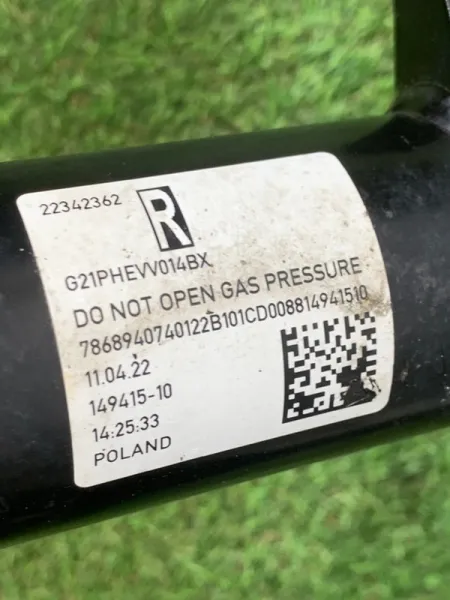 22342362
R
G21PHEVV014BX
DO NOT OPEN GAS PRESSURE
7868940740122B101CD008814941510
11.04.22
149415-10
14:25:33
POLAND